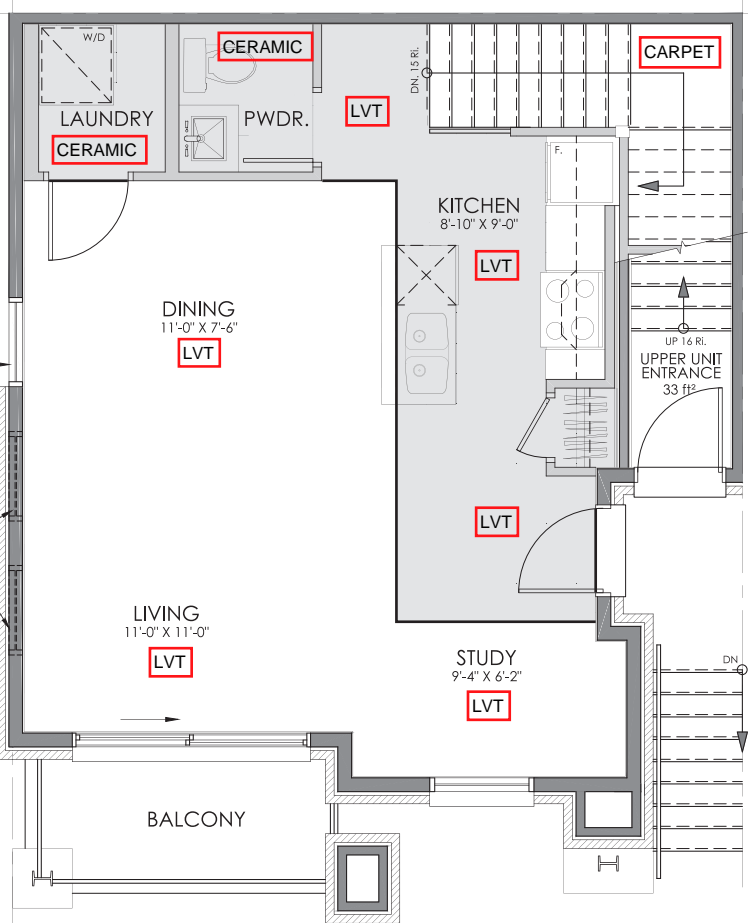 W/D
CERAMIC
CARPET
DN. 15 Ri.
LVT
LAUNDRY
PWDR.
CERAMIC
F.
KITCHEN
8'-10" X 9'-0"
LVT
DINING
11'-0" X 7'-6"
LVT
UP 16 Ri.
UPPER UNIT
ENTRANCE
33 ft²
LVT
LIVING
11'-0" X 11'-0"
LVT
STUDY
9'-4" X 6'-2"
LVT
DN
BALCONY